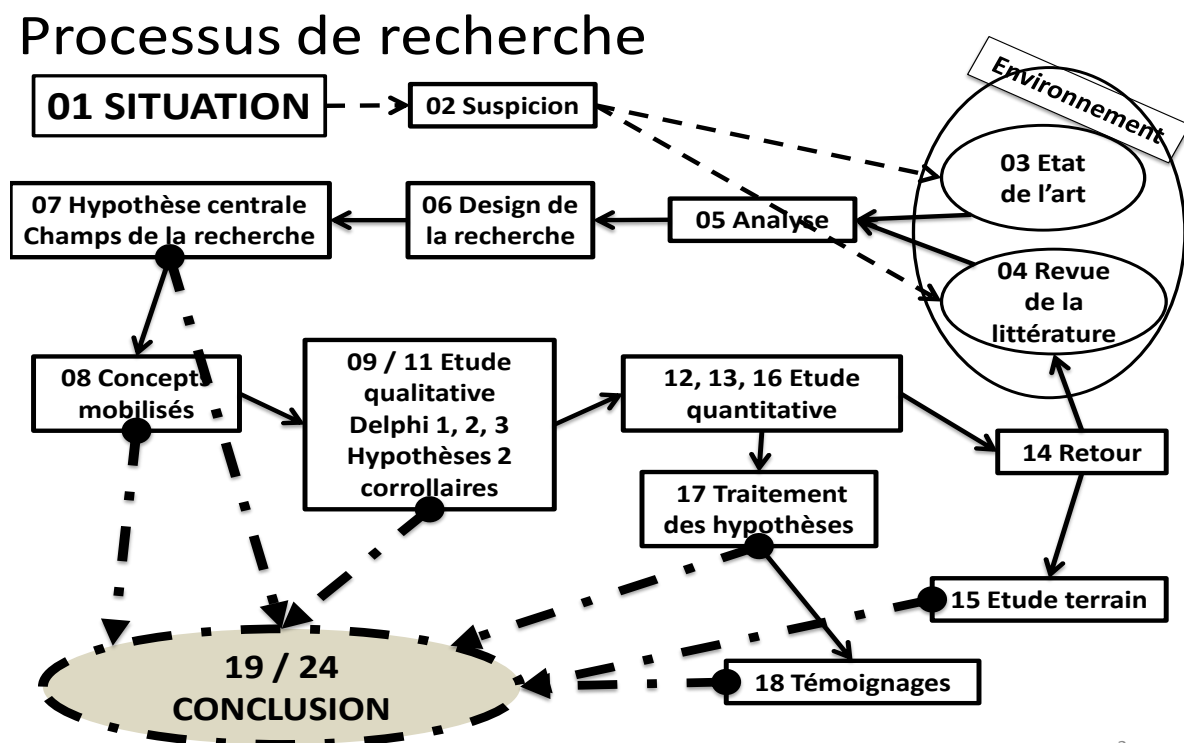 Processus de recherche
01 SITUATION
02 Suspicion
Environnement
03 Etat
de l'art
04 Revue
de la
littérature
05 Analyse
06 Design de
la recherche
07 Hypothèse centrale
Champs de la recherche
08 Concepts
mobilisés
09 / 11 Etude
qualitative
Delphi 1, 2, 3
Hypothèses 2
corrollaires
12, 13, 16 Etude
quantitative
14 Retour
17 Traitement
des hypothèses
15 Etude terrain
18 Témoignages
19 / 24
CONCLUSION